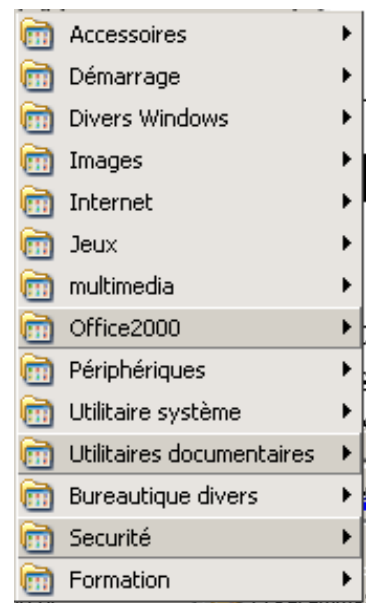 Accessoires
Démarrage
Divers Windows
Images
Internet
Jeux
multimedia
Office2000
Périphériques
Utilitaire système
Utilitaires documentaires
Bureautique divers
Securité
Formation